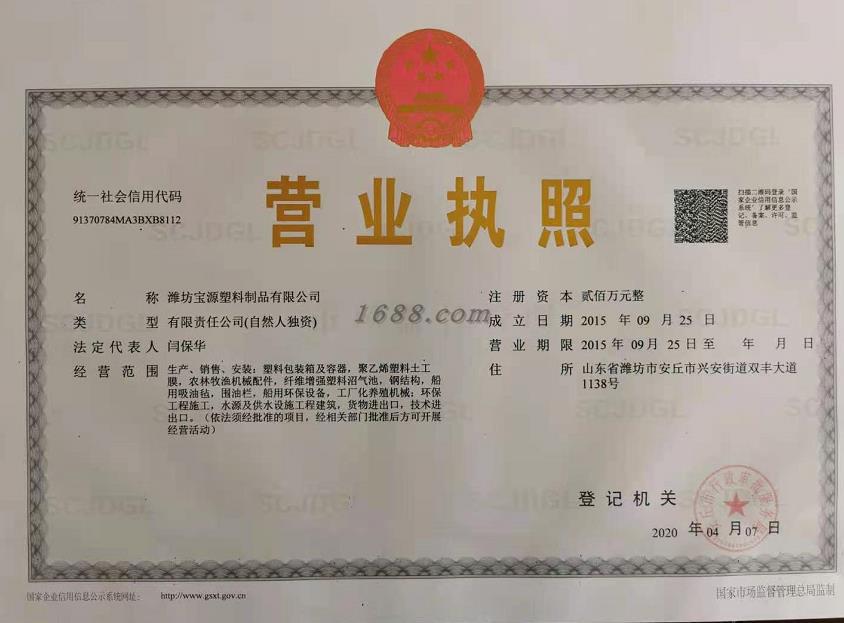 营业执照
统一社会信用代码
91370784MA3BXB8112
扫描二维码登录‘国
家企业信用信息公示
系统’了解更多登
记、备案、许可、监
管信息
名 称 潍坊宝源塑料制品有限公司
类 型 有限责任公司(自然人独资)
法定代表人 闫保华
经营范围 生产、销售、安装：塑料包装箱及容器，聚乙烯塑料土工
膜，农林牧渔机械配件，纤维增强塑料沼气池，钢结构，船
用吸油毡，围油栏，船用环保设备，工厂化养殖机械；环保
工程施工，水源及供水设施工程建筑，货物进出口，技术进
出口。（依法须经批准的项目，经相关部门批准后方可开展
经营活动）
注册资本 贰佰万元整
成立日期 2015 年 09 月 25 日
营业期限 2015 年 09 月 25 日至 年 月 日
住 所 山东省潍坊市安丘市兴安街道双丰大道
1138号
1688.com
登记机关
2020 年 04 月 07 日
国家企业信用信息公示系统网址： http://www.gsxt.gov.cn
国家市场监督管理总局监制